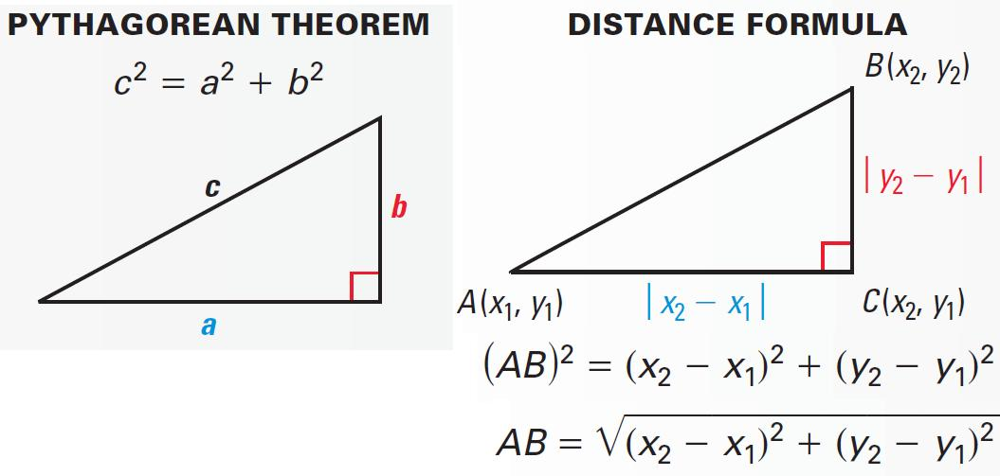 PYTHAGOREAN THEOREM
c² = a² + b²
c
b
a
DISTANCE FORMULA
B(x₂, y₂)
|y₂ − y₁|
A(x₁, y₁)
|x₂ − x₁|
C(x₂, y₁)
(AB)² = (x₂ − x₁)² + (y₂ − y₁)²
AB = √(x₂ − x₁)² + (y₂ − y₁)²